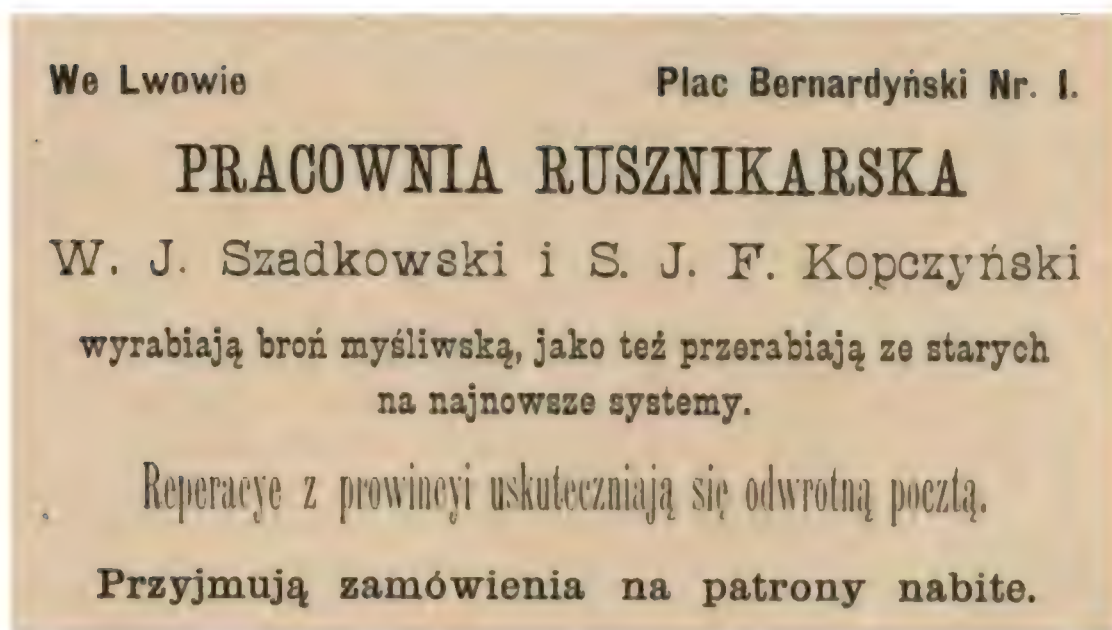 We Lwowie Plac Bernardyński Nr. 1.
PRACOWNIA RUSZNIKARSKA
W. J. Szadkowski i S. J. F. Kopczyński
wyrabiają broń myśliwską, jako też przerabiają ze starych
na najnowsze systemy.
Reperacye z prowincyi uskuteczniają się odwrotną pocztą.
Przyjmują zamówienia na patrony nabite.